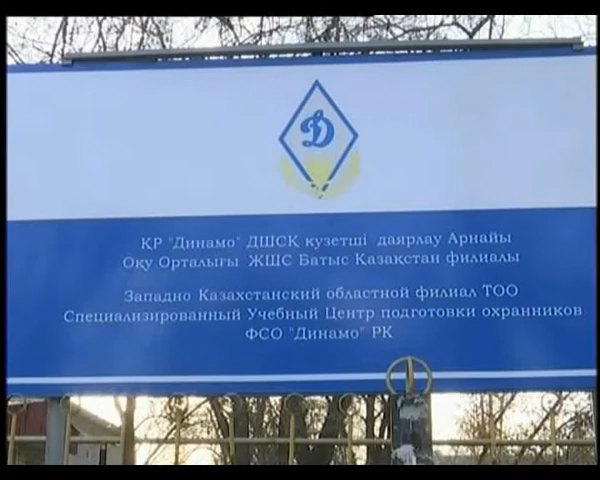 Д
ҚР "Динамо" ДШСҚ күзетші даярлау Арнайы
Оқу Орталығы ЖШС Батыс Қазақстан филиалы
Западно Казахстанский областной филиал ТОО
Специализированный Учебный Центр подготовки охранников
ФСО "Динамо" РК